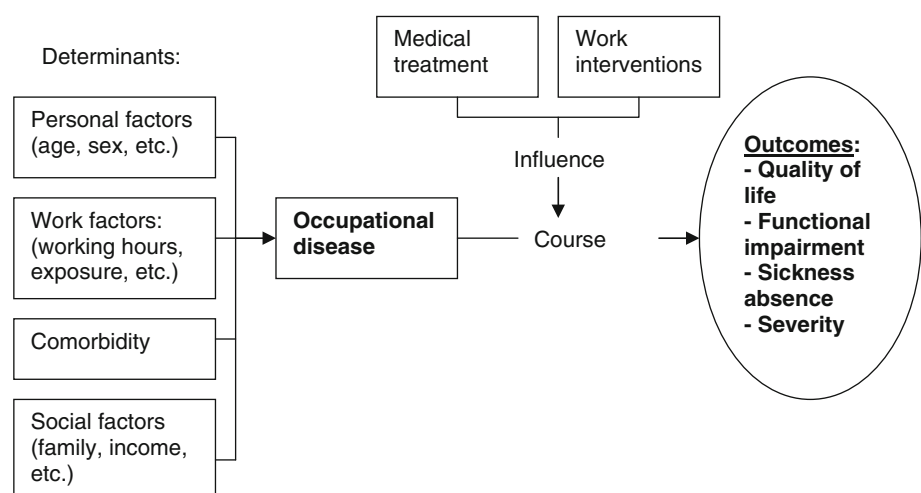 Determinants:
Personal factors
(age, sex, etc.)
Work factors:
(working hours,
exposure, etc.)
Comorbidity
Social factors
(family, income,
etc.)
Occupational
disease
Medical
treatment
Work
interventions
Influence
Course
Outcomes:
- Quality of
life
- Functional
impairment
- Sickness
absence
- Severity